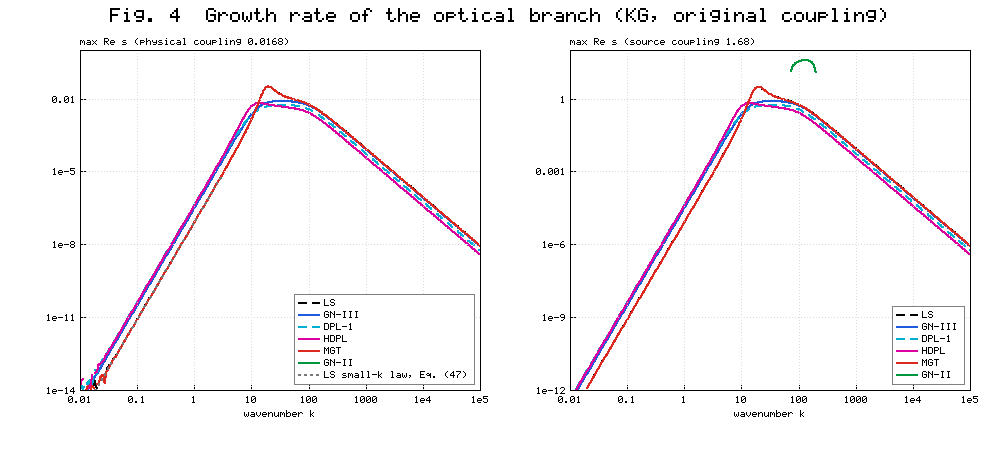 Fig. 4 Growth rate of the optical branch (KG, original coupling)
max Re s (physical coupling 0.0168)
0.01
1e-5
1e-8
1e-11
1e-14
LS
GN-III
DPL-1
HDPL
MGT
GN-II
LS small-k law, Eq. (47)
0.01 0.1 1 10 100 1000 1e4 1e5
wavenumber k
max Re s (source coupling 1.68)
1
0.001
1e-6
1e-9
1e-12
LS
GN-III
DPL-1
HDPL
MGT
GN-II
0.01 0.1 1 10 100 1000 1e4 1e5
wavenumber k